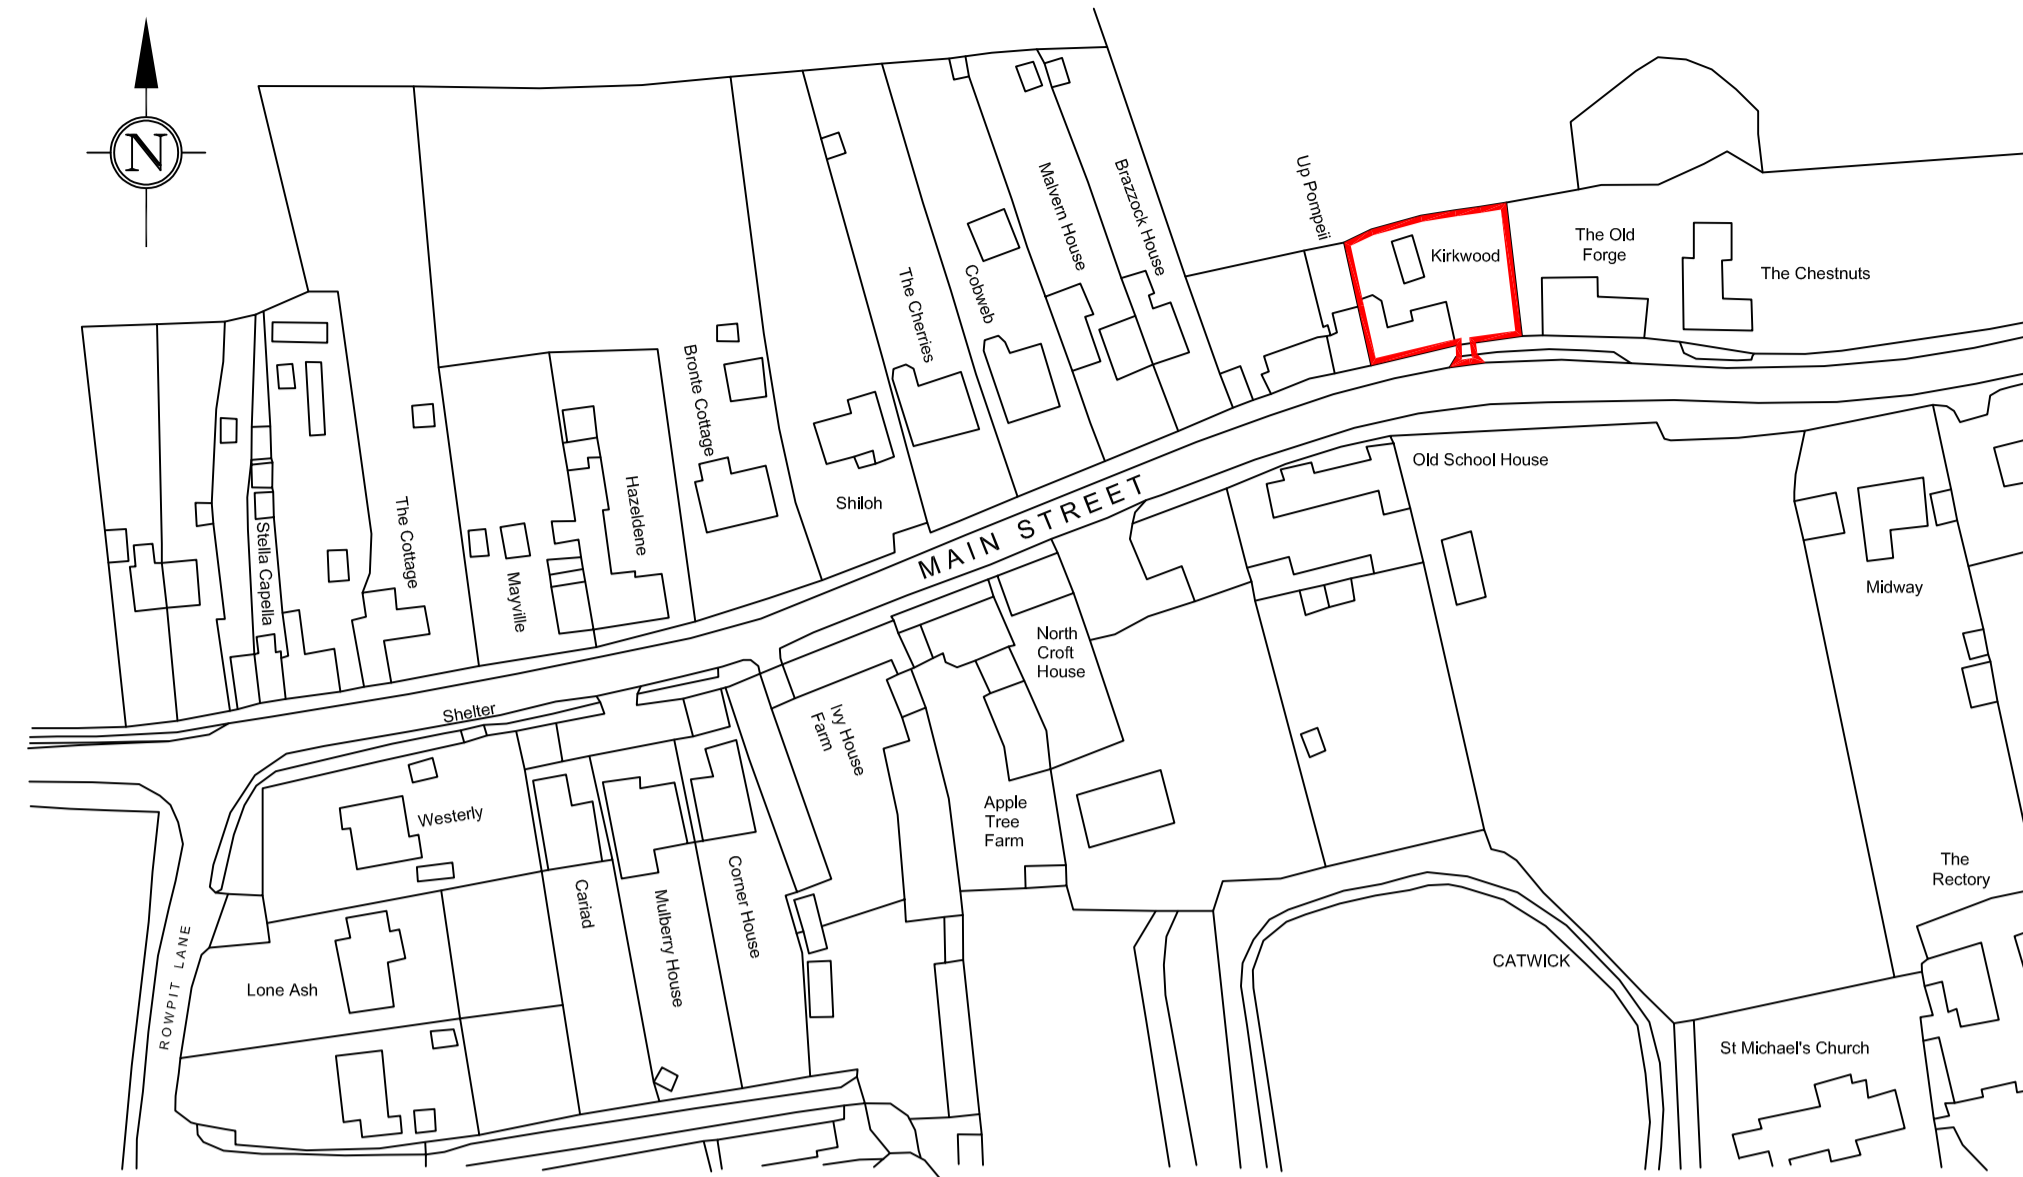 N
Up Pompeii
Brazzock House
Malvern House
Kirkwood
The Old
Forge
The Chestnuts
The Cherries
Cobweb
Bronte Cottage
Shiloh
Hazeldene
The Cottage
Mayville
Stella Capella
MAIN STREET
Old School House
Midway
North
Croft
House
Shelter
Ivy House
Farm
Westerly
Apple
Tree
Farm
Cariad
Mulberry House
Corner House
The
Rectory
Lone Ash
ROWPIT LANE
CATWICK
St Michael's Church